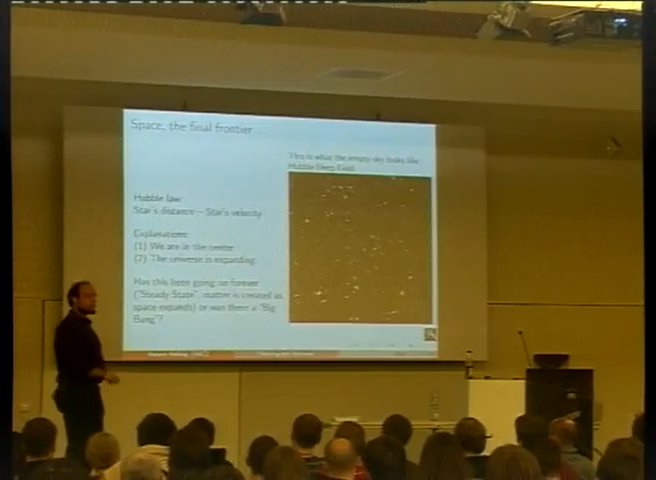 Space, the final frontier
This is what the empty sky looks like:
Hubble Deep Field
Hubble law:
Star's distance ~ Star's velocity
Explanations:
(1) We are in the center
(2) The universe is expanding.
Has this been going on forever
("Steady State", matter is created as
space expands) or was there a "Big
Bang"?